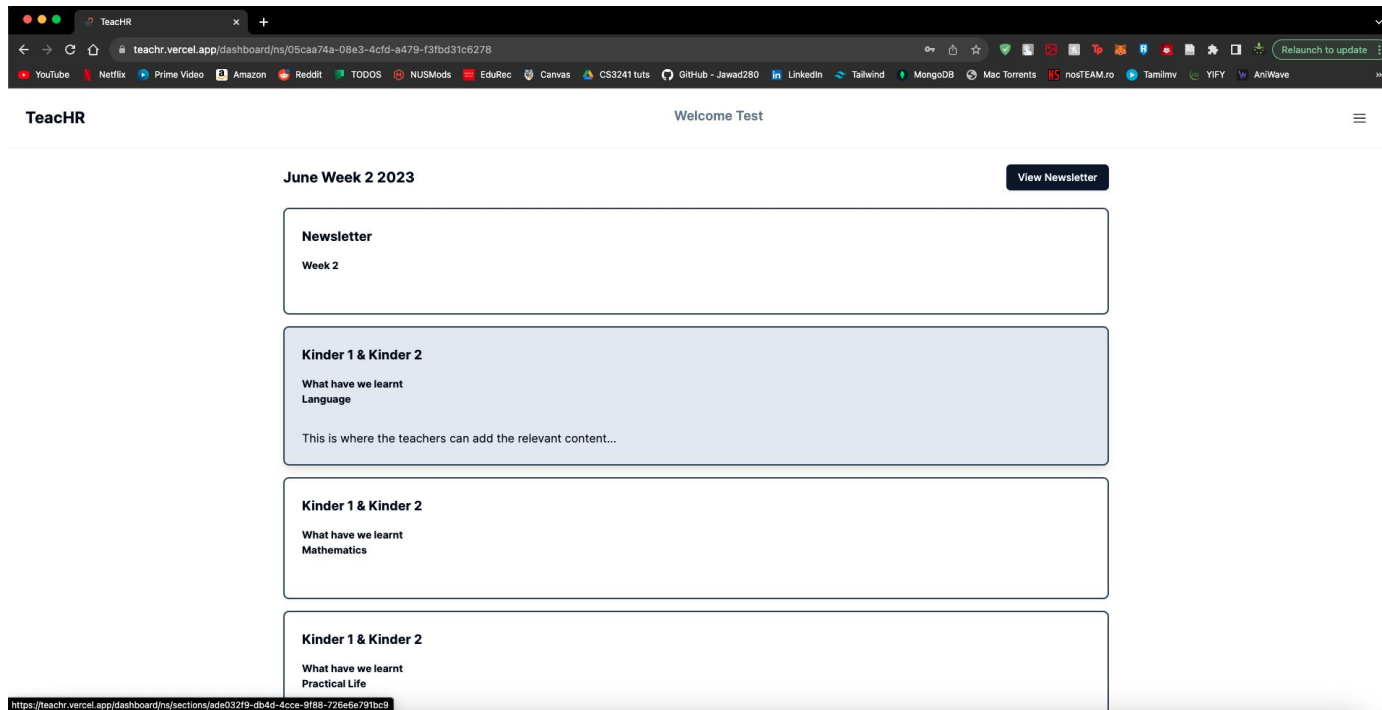 TeacHR
teachr.vercel.app/dashboard/ns/05caa74a-08e3-4cfd-a479-f3fbd31c6278
Relaunch to update
YouTube Netflix Prime Video Amazon Reddit TODOS NUSMods EduRec Canvas CS3241 tuts GitHub - Jawad280 LinkedIn Tailwind MongoDB Mac Torrents nosTEAM.ro Tamilmv YIFY AniWave
TeacHR
Welcome Test
June Week 2 2023
View Newsletter
Newsletter
Week 2
Kinder 1 & Kinder 2
What have we learnt
Language
This is where the teachers can add the relevant content...
Kinder 1 & Kinder 2
What have we learnt
Mathematics
Kinder 1 & Kinder 2
What have we learnt
Practical Life
https://teachr.vercel.app/dashboard/ns/sections/ade032f9-db4d-4cce-9f88-726e6e791bc9